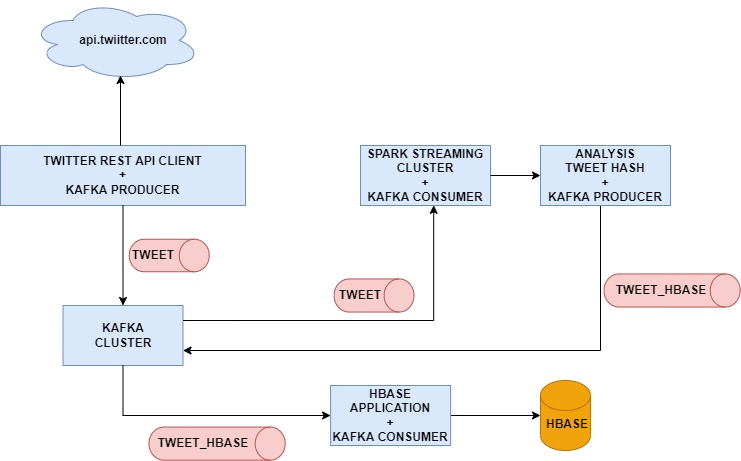 api.twiitter.com
TWITTER REST API CLIENT
+
KAFKA PRODUCER
SPARK STREAMING
CLUSTER
+
KAFKA CONSUMER
ANALYSIS
TWEET HASH
+
KAFKA PRODUCER
TWEET
TWEET
TWEET_HBASE
KAFKA
CLUSTER
HBASE
APPLICATION
+
KAFKA CONSUMER
HBASE
TWEET_HBASE